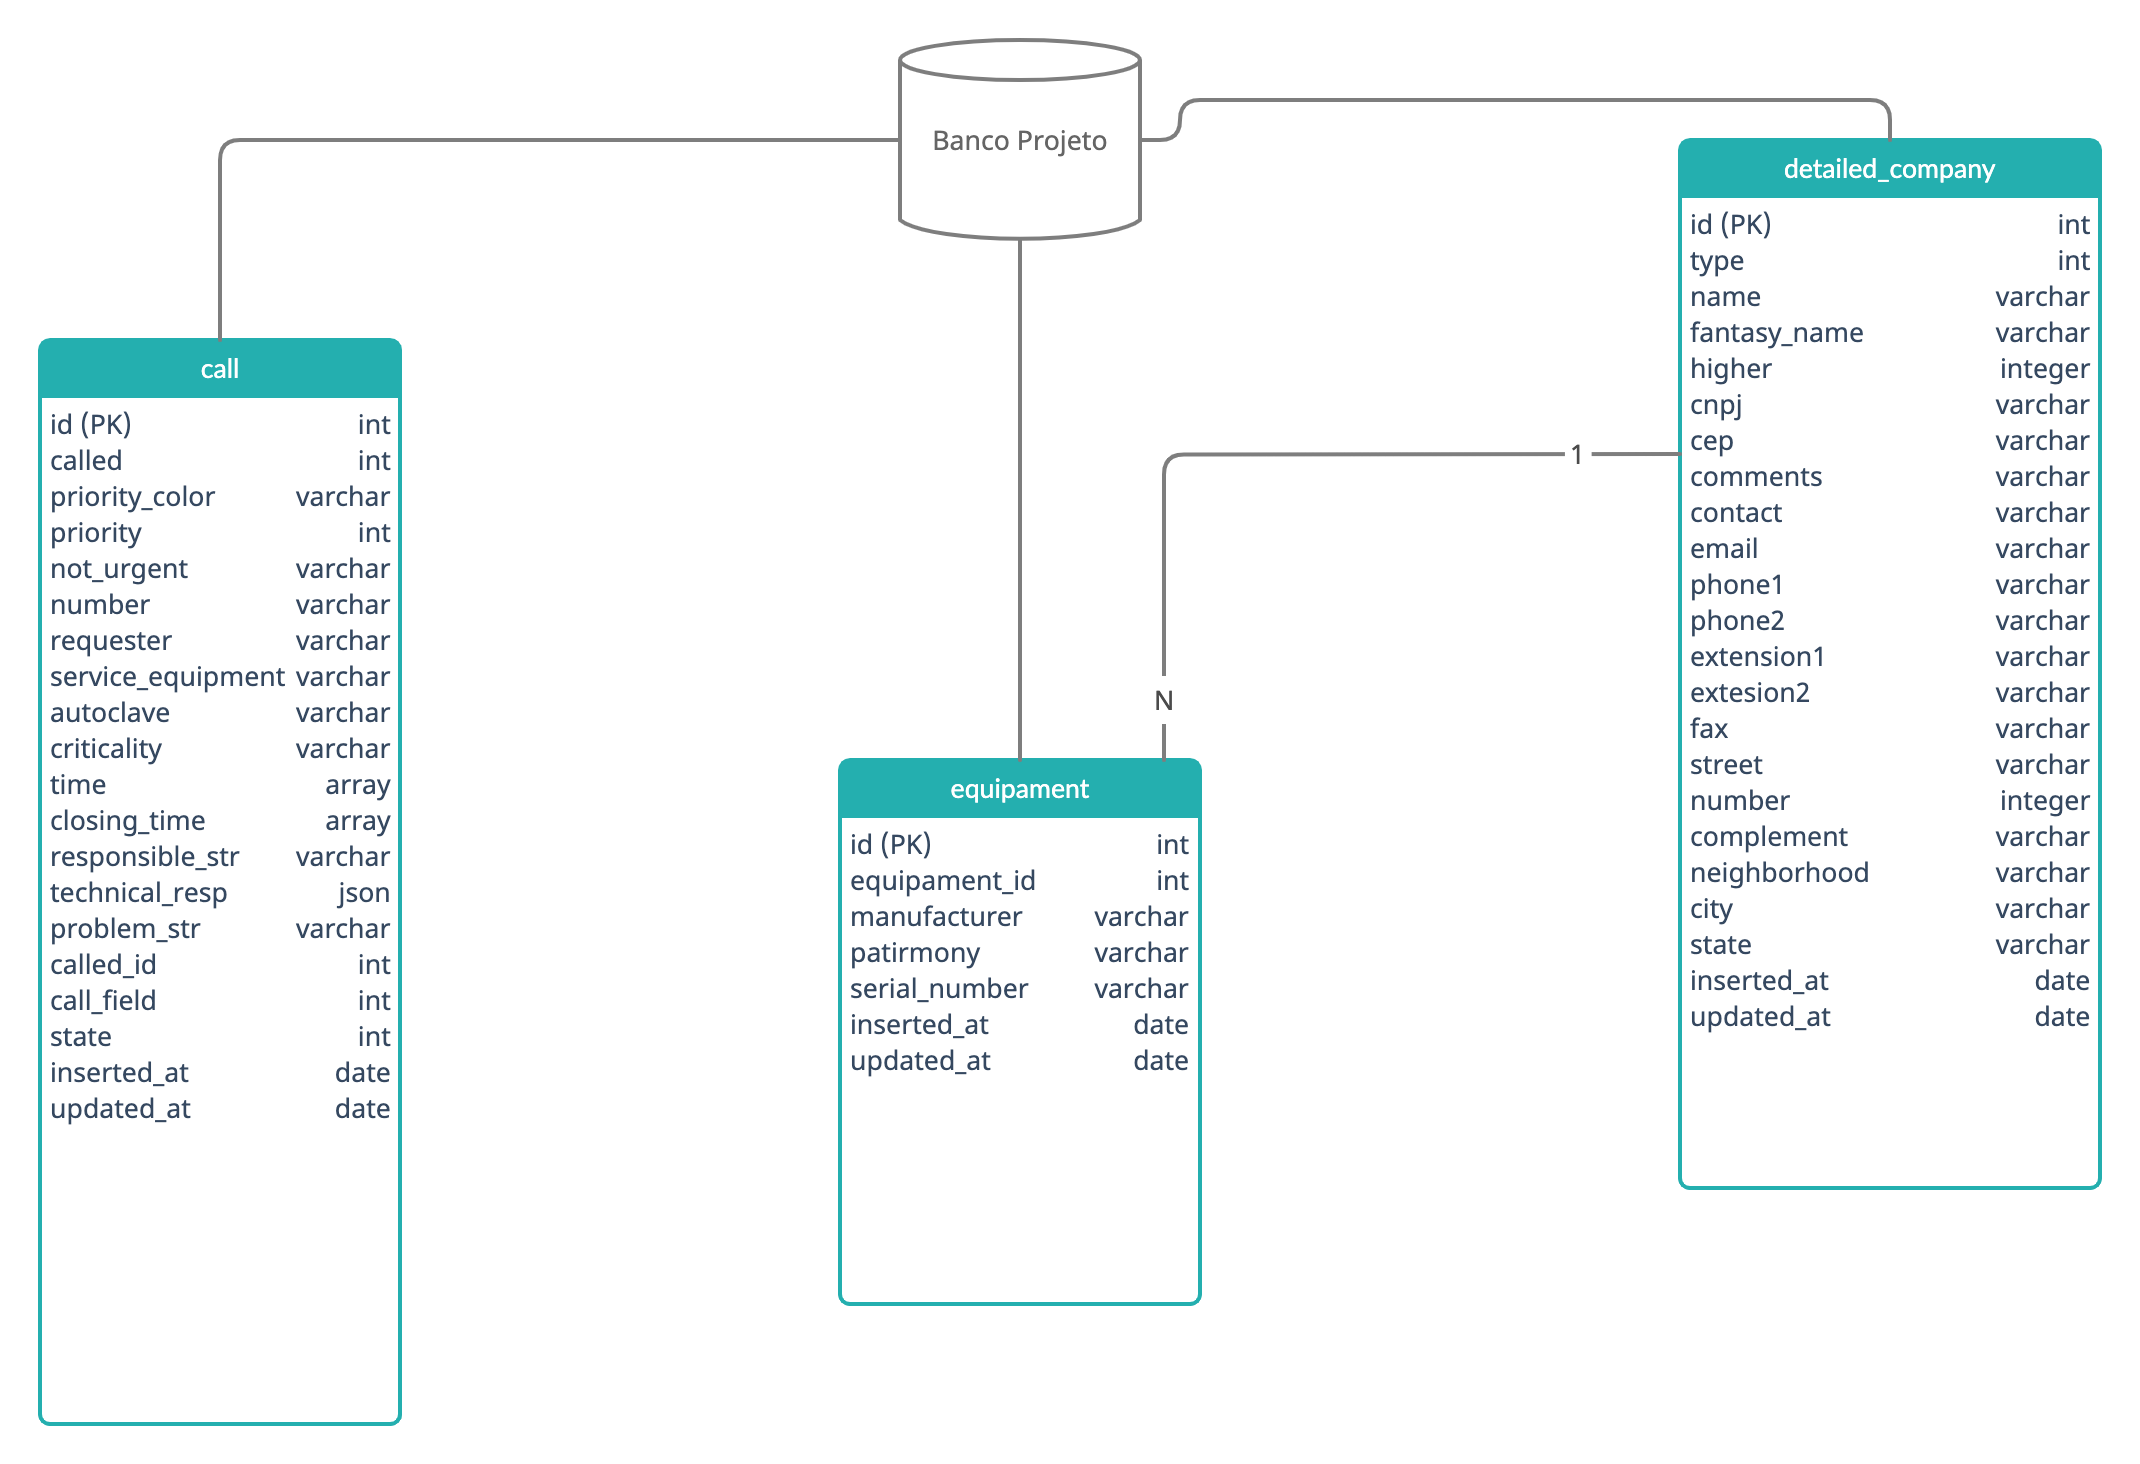 Banco Projeto
call
id (PK) int
called int
priority_color varchar
priority int
not_urgent varchar
number varchar
requester varchar
service_equipment varchar
autoclave varchar
criticality varchar
time array
closing_time array
responsible_str varchar
technical_resp json
problem_str varchar
called_id int
call_field int
state int
inserted_at date
updated_at date
N
1
equipament
id (PK) int
equipament_id int
manufacturer varchar
patirmony varchar
serial_number varchar
inserted_at date
updated_at date
detailed_company
id (PK) int
type int
name varchar
fantasy_name varchar
higher integer
cnpj varchar
cep varchar
comments varchar
contact varchar
email varchar
phone1 varchar
phone2 varchar
extension1 varchar
extesion2 varchar
fax varchar
street varchar
number integer
complement varchar
neighborhood varchar
city varchar
state varchar
inserted_at date
updated_at date